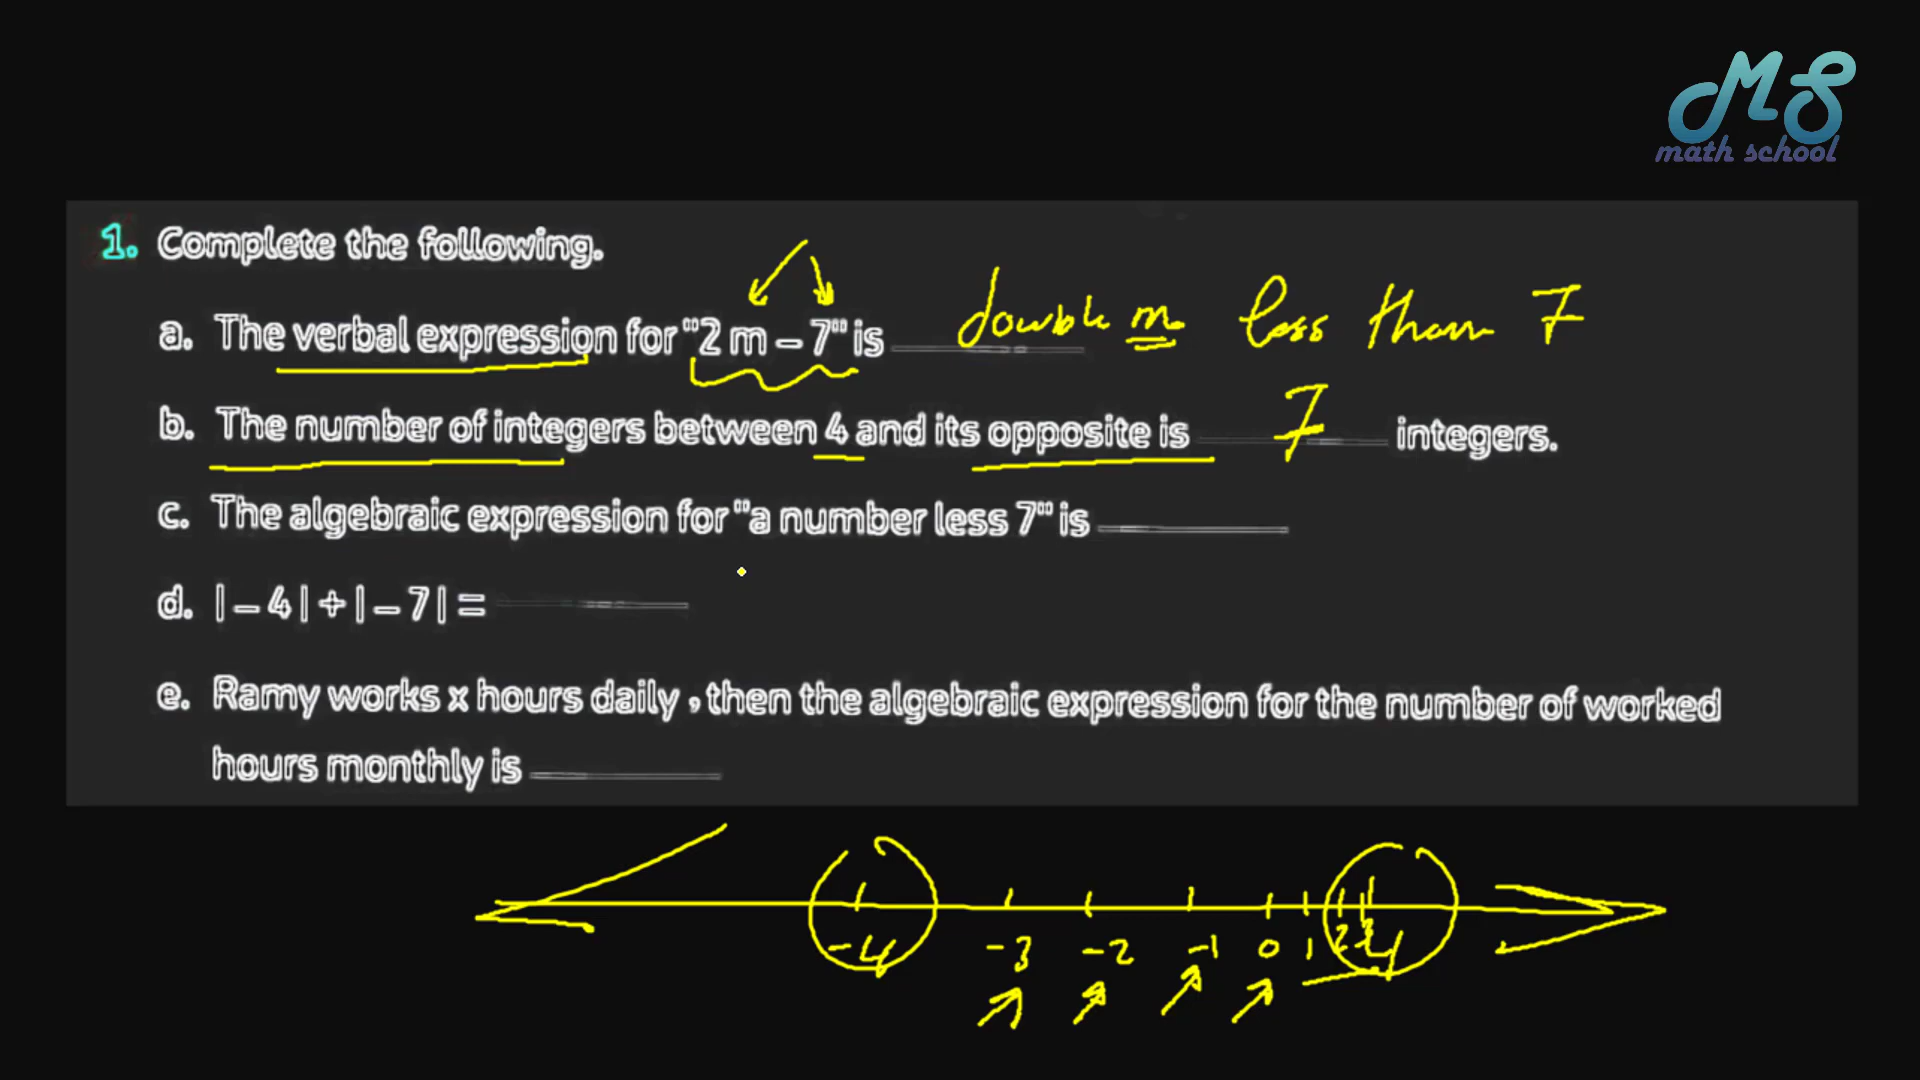 MS
math school
1. Complete the following.
a. The verbal expression for "2 m – 7" is double m less than 7
b. The number of integers between 4 and its opposite is 7 integers.
c. The algebraic expression for "a number less 7" is
d. | – 4 | + | – 7 | =
e. Ramy works x hours daily , then the algebraic expression for the number of worked
hours monthly is
-4 -3 -2 -1 0 1 2 3 4